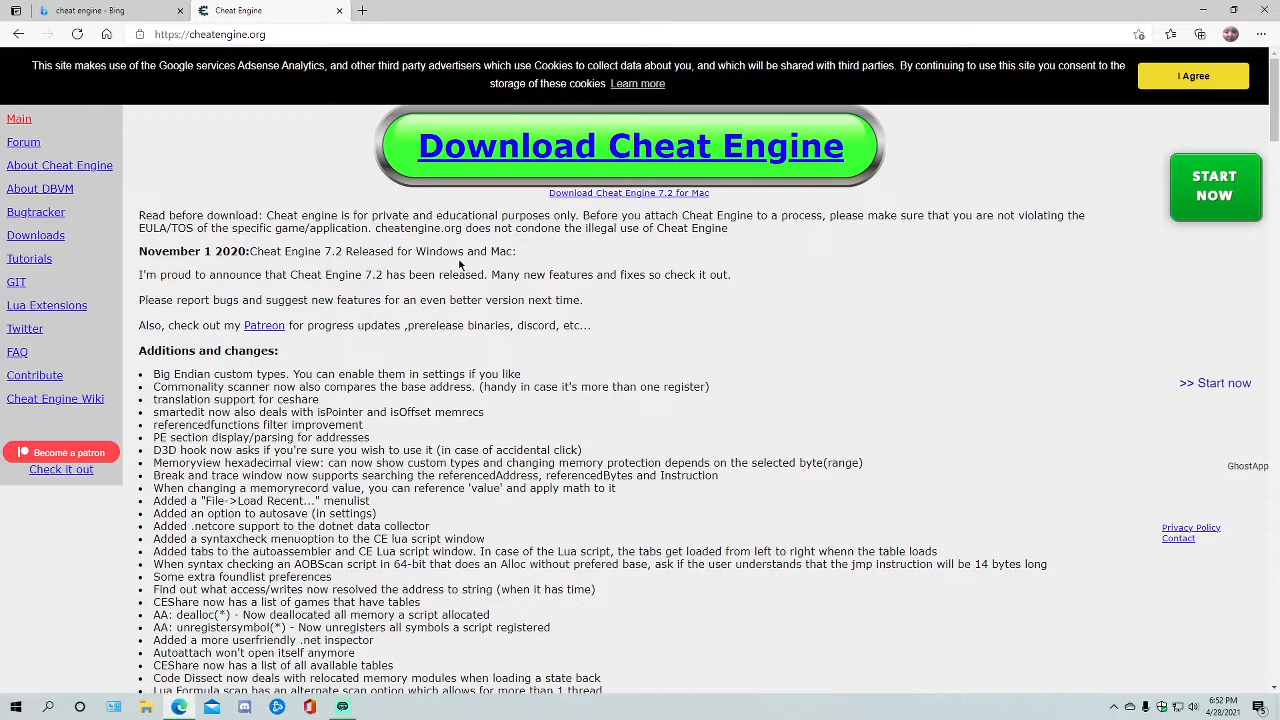 cheat engine - Bing
Cheat Engine
https://cheatengine.org
This site makes use of the Google services Adsense Analytics, and other third party advertisers which use Cookies to collect data about you, and which will be shared with third parties. By continuing to use this site you consent to the
storage of these cookies Learn more
I Agree
Main
Forum
About Cheat Engine
About DBVM
Bugtracker
Downloads
Tutorials
GIT
Lua Extensions
Twitter
FAQ
Contribute
Cheat Engine Wiki
Become a patron
Check it out
Download Cheat Engine
Download Cheat Engine 7.2 for Mac
Read before download: Cheat engine is for private and educational purposes only. Before you attach Cheat Engine to a process, please make sure that you are not violating the
EULA/TOS of the specific game/application. cheatengine.org does not condone the illegal use of Cheat Engine
November 1 2020:Cheat Engine 7.2 Released for Windows and Mac:
I'm proud to announce that Cheat Engine 7.2 has been released. Many new features and fixes so check it out.
Please report bugs and suggest new features for an even better version next time.
Also, check out my Patreon for progress updates ,prerelease binaries, discord, etc...
Additions and changes:
• Big Endian custom types. You can enable them in settings if you like
• Commonality scanner now also compares the base address. (handy in case it's more than one register)
• translation support for ceshare
• smartedit now also deals with isPointer and isOffset memrecs
• referencedfunctions filter improvement
• PE section display/parsing for addresses
• D3D hook now asks if you're sure you wish to use it (in case of accidental click)
• Memoryview hexadecimal view: can now show custom types and changing memory protection depends on the selected byte(range)
• Break and trace window now supports searching the referencedAddress, referencedBytes and Instruction
• When changing a memoryrecord value, you can reference 'value' and apply math to it
• Added a "File->Load Recent..." menulist
• Added an option to autosave (in settings)
• Added .netcore support to the dotnet data collector
• Added a syntaxcheck menuoption to the CE lua script window
• Added tabs to the autoassembler and CE Lua script window. In case of the Lua script, the tabs get loaded from left to right whenn the table loads
• When syntax checking an AOBScan script in 64-bit that does an Alloc without prefered base, ask if the user understands that the jmp instruction will be 14 bytes long
• Some extra foundlist preferences
• Find out what access/writes now resolved the address to string (when it has time)
• CEShare now has a list of games that have tables
• AA: dealloc(*) - Now deallocated all memory a script allocated
• AA: unregistersymbol(*) - Now unregisters all symbols a script registered
• Added a more userfriendly .net inspector
• Autoattach won't open itself anymore
• CEShare now has a list of all available tables
• Code Dissect now deals with relocated memory modules when loading a state back
• Lua Formula scan has an alternate scan option which allows for more than 1 thread
START
NOW
>> Start now
GhostApp
Privacy Policy
Contact
6:52 PM
4/28/2021
5